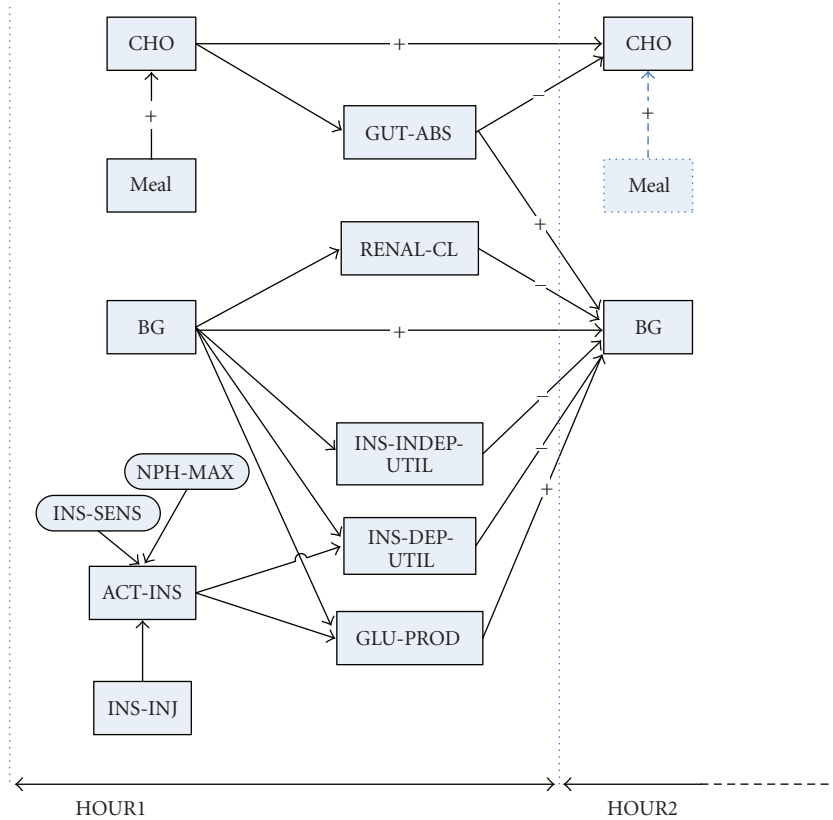 CHO
+
CHO
+
GUT-ABS
–
+
Meal
Meal
+
RENAL-CL
–
BG
+
BG
–
INS-INDEP-
UTIL
–
NPH-MAX
+
INS-SENS
INS-DEP-
UTIL
ACT-INS
GLU-PROD
INS-INJ
HOUR1
HOUR2